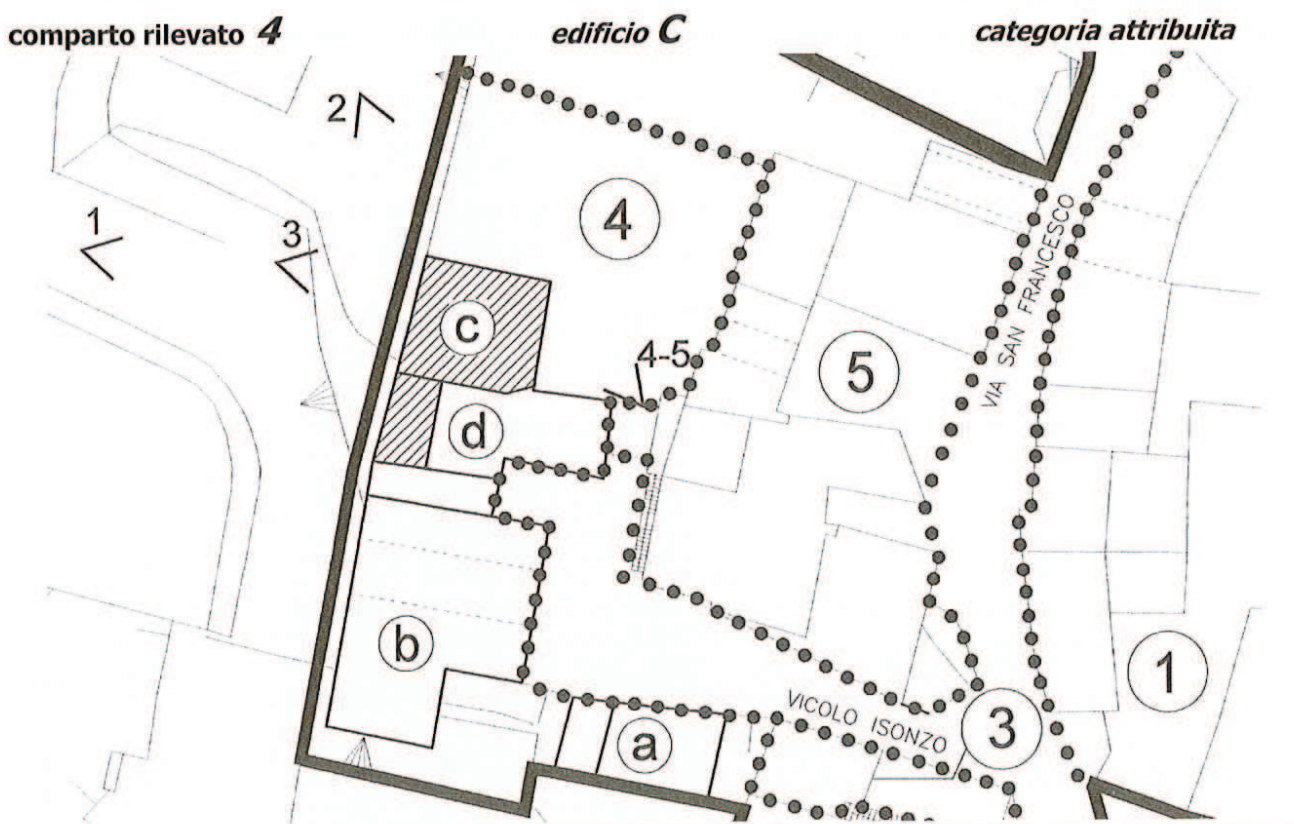 comparto rilevato 4
edificio C
categoria attribuita
2
1
3
4
c
4-5
5
VIA SAN FRANCESCO
d
b
1
VICOLO ISONZO
3
a